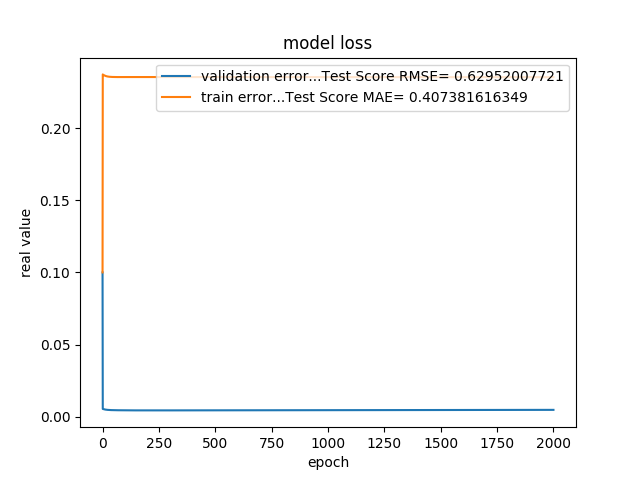 model loss
validation error...Test Score RMSE= 0.62952007721
train error...Test Score MAE= 0.407381616349
real value
0.20
0.15
0.10
0.05
0.00
0 250 500 750 1000 1250 1500 1750 2000
epoch